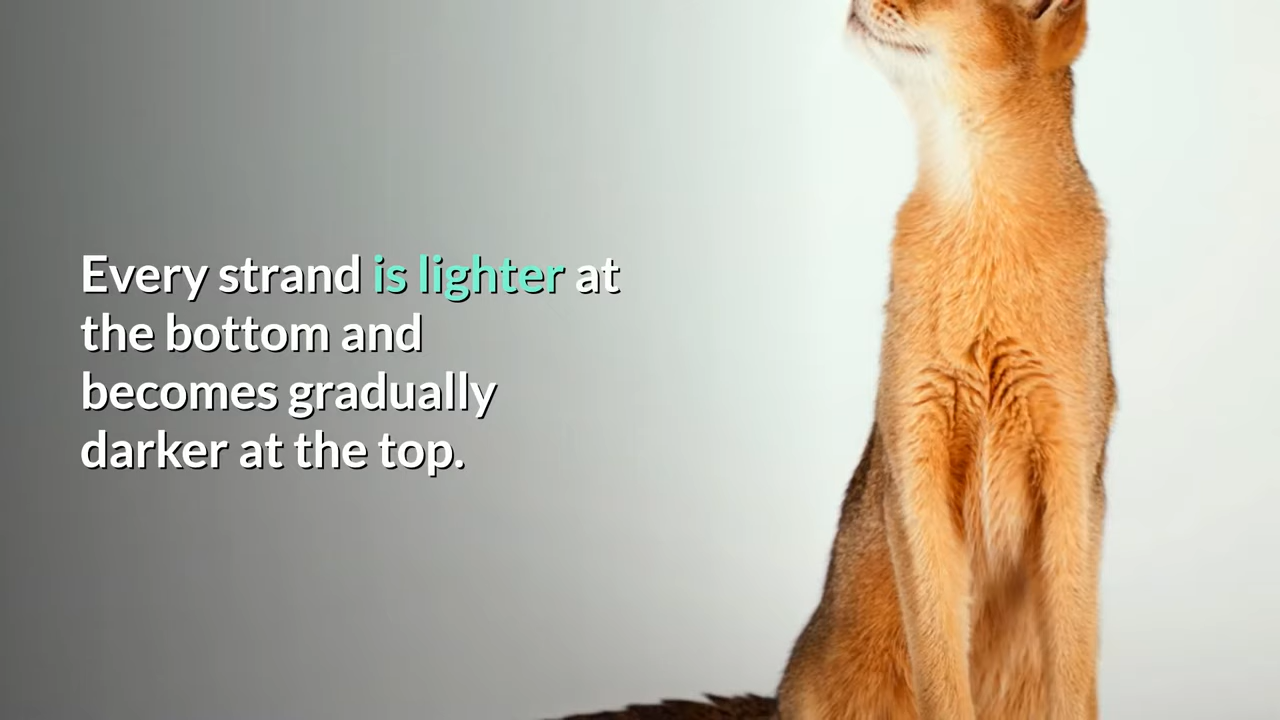 Every strand is lighter at
the bottom and
becomes gradually
darker at the top.